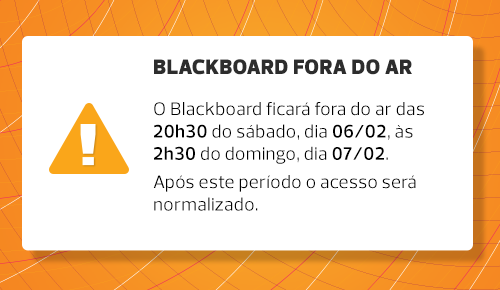 BLACKBOARD FORA DO AR
O Blackboard ficará fora do ar das
20h30 do sábado, dia 06/02, às
2h30 do domingo, dia 07/02.
Após este período o acesso será
normalizado.